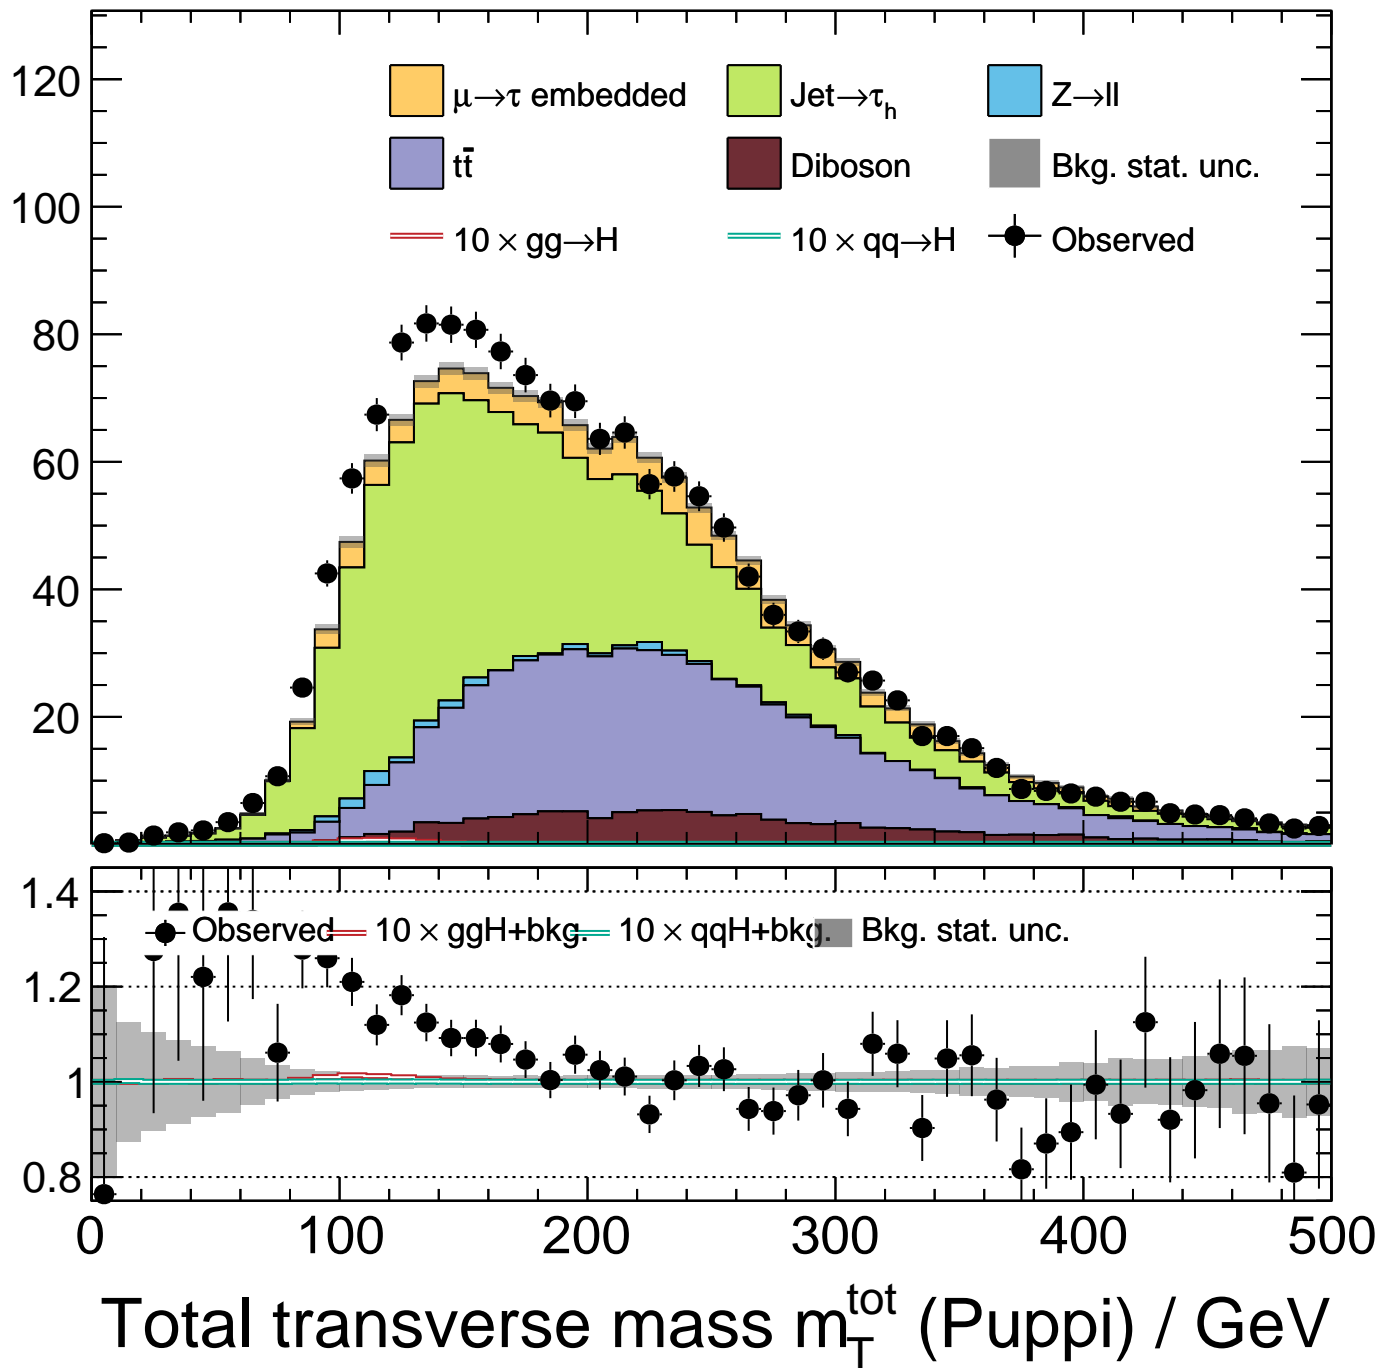 120
100
80
60
40
20
μ→τ embedded
Jet→τₕ
Z→ll
tt̄
Diboson
Bkg. stat. unc.
10 × gg→H
10 × qq→H
Observed
1.4
1.2
1
0.8
Observed
10 × ggH+bkg.
10 × qqH+bkg.
Bkg. stat. unc.
0 100 200 300 400 500
Total transverse mass m_T^tot (Puppi) / GeV